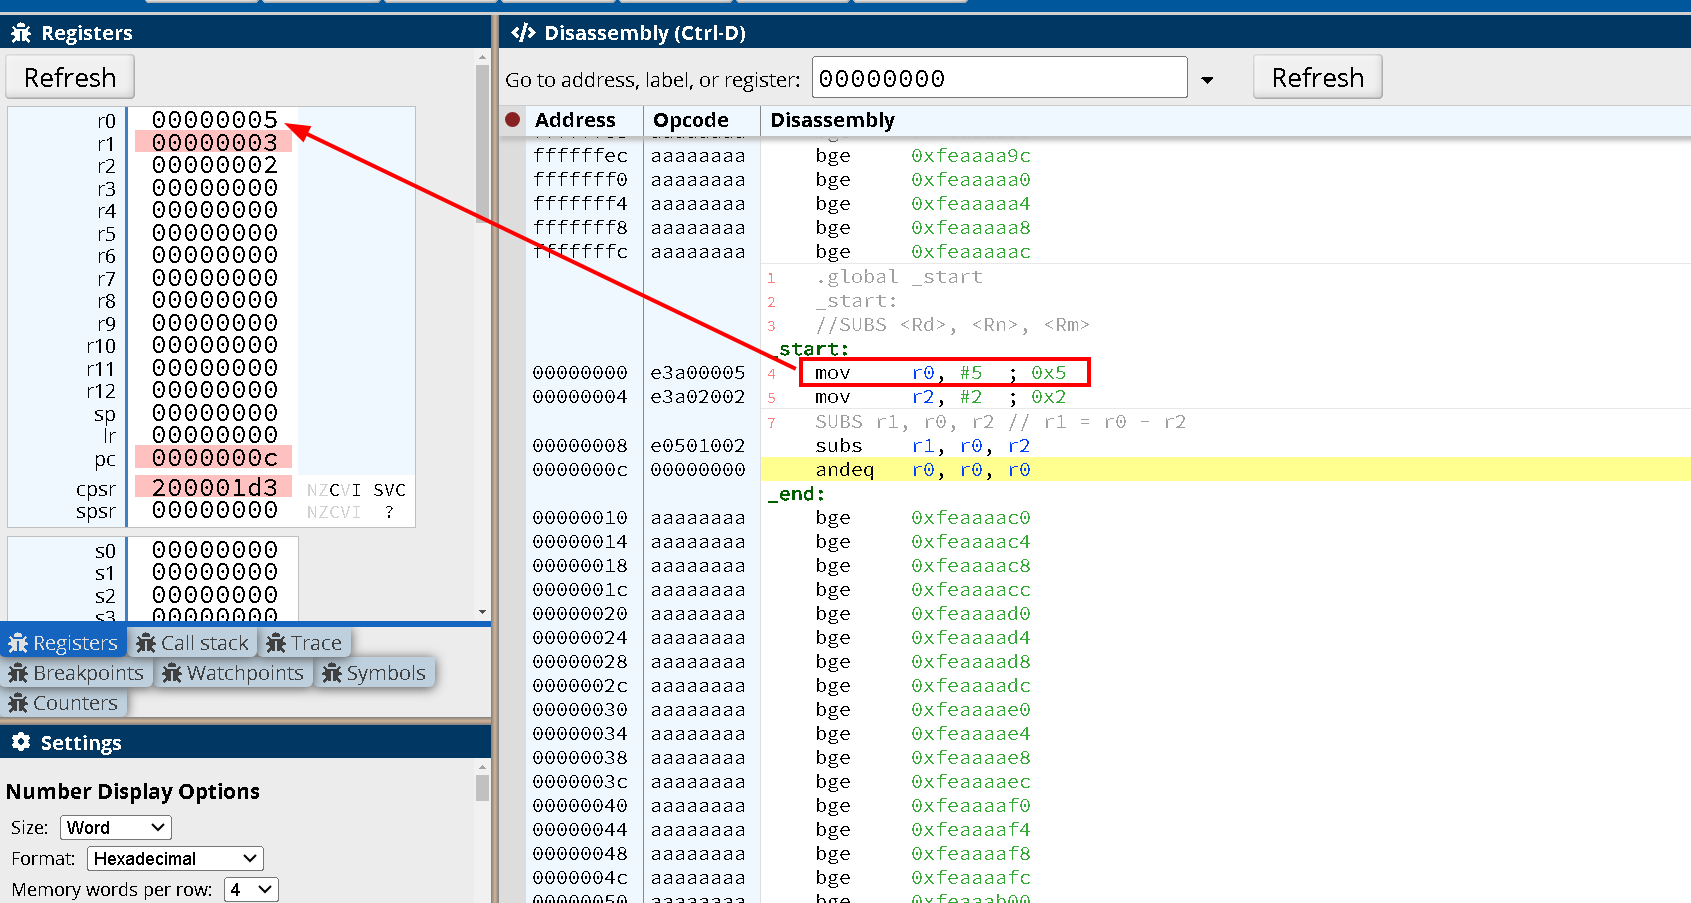 Registers
Refresh
r0 00000005
r1 00000003
r2 00000002
r3 00000000
r4 00000000
r5 00000000
r6 00000000
r7 00000000
r8 00000000
r9 00000000
r10 00000000
r11 00000000
r12 00000000
sp 00000000
lr 00000000
pc 0000000c
cpsr 200001d3 NZCVI SVC
spsr 00000000 NZCVI ?
s0 00000000
s1 00000000
s2 00000000
s3 00000000
Registers Call stack Trace
Breakpoints Watchpoints Symbols
Counters
Settings
Number Display Options
Size: Word
Format: Hexadecimal
Memory words per row: 4
Disassembly (Ctrl-D)
Go to address, label, or register: 00000000 Refresh
Address Opcode Disassembly
ffffffec aaaaaaaa bge 0xfeaaaa9c
fffffff0 aaaaaaaa bge 0xfeaaaaa0
fffffff4 aaaaaaaa bge 0xfeaaaaa4
fffffff8 aaaaaaaa bge 0xfeaaaaa8
fffffffc aaaaaaaa bge 0xfeaaaaac
1 .global _start
2 _start:
3 //SUBS <Rd>, <Rn>, <Rm>
_start:
00000000 e3a00005 4 mov r0, #5 ; 0x5
00000004 e3a02002 5 mov r2, #2 ; 0x2
7 SUBS r1, r0, r2 // r1 = r0 - r2
00000008 e0501002 subs r1, r0, r2
0000000c 00000000 andeq r0, r0, r0
_end:
00000010 aaaaaaaa bge 0xfeaaaac0
00000014 aaaaaaaa bge 0xfeaaaac4
00000018 aaaaaaaa bge 0xfeaaaac8
0000001c aaaaaaaa bge 0xfeaaaacc
00000020 aaaaaaaa bge 0xfeaaaad0
00000024 aaaaaaaa bge 0xfeaaaad4
00000028 aaaaaaaa bge 0xfeaaaad8
0000002c aaaaaaaa bge 0xfeaaaadc
00000030 aaaaaaaa bge 0xfeaaaae0
00000034 aaaaaaaa bge 0xfeaaaae4
00000038 aaaaaaaa bge 0xfeaaaae8
0000003c aaaaaaaa bge 0xfeaaaaec
00000040 aaaaaaaa bge 0xfeaaaaf0
00000044 aaaaaaaa bge 0xfeaaaaf4
00000048 aaaaaaaa bge 0xfeaaaaf8
0000004c aaaaaaaa bge 0xfeaaaafc
00000050 aaaaaaaa bge 0xfeaaab00